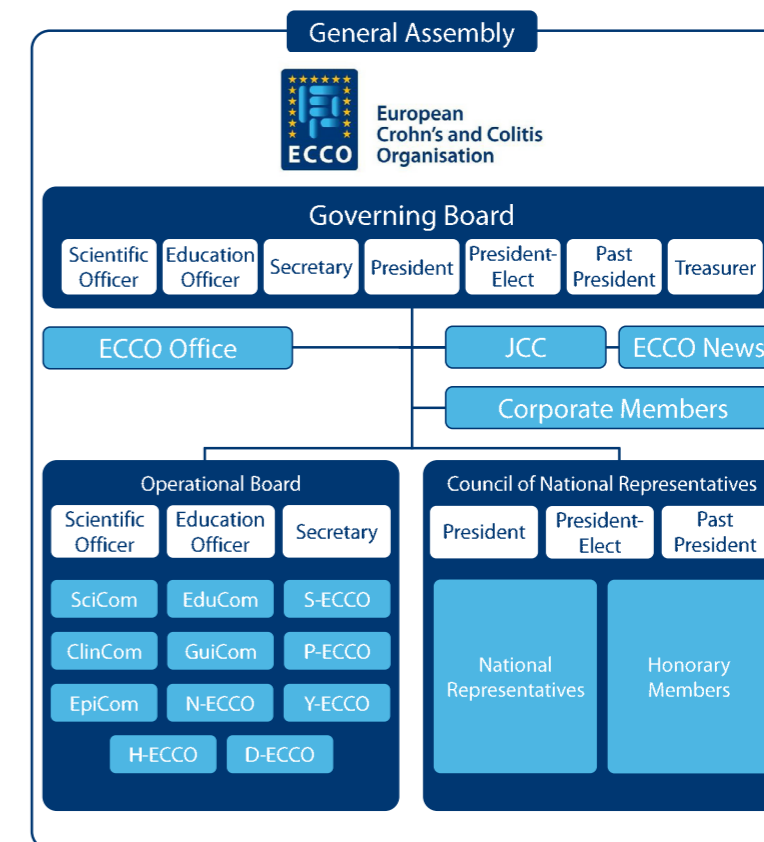 General Assembly
ECCO
European
Crohn's and Colitis
Organisation
Governing Board
Scientific
Officer
Education
Officer
Secretary
President
President-
Elect
Past
President
Treasurer
ECCO Office
JCC
ECCO News
Corporate Members
Operational Board
Scientific
Officer
Education
Officer
Secretary
SciCom
EduCom
S-ECCO
ClinCom
GuiCom
P-ECCO
EpiCom
N-ECCO
Y-ECCO
H-ECCO
D-ECCO
Council of National Representatives
President
President-
Elect
Past
President
National
Representatives
Honorary
Members